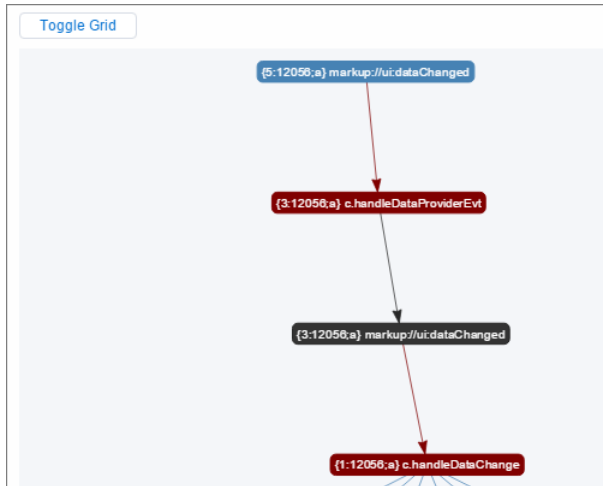 Toggle Grid
{5:12056;a} markup://ui:dataChanged
{3:12056;a} c.handleDataProviderEvt
{3:12056;a} markup://ui:dataChanged
{1:12056;a} c.handleDataChange